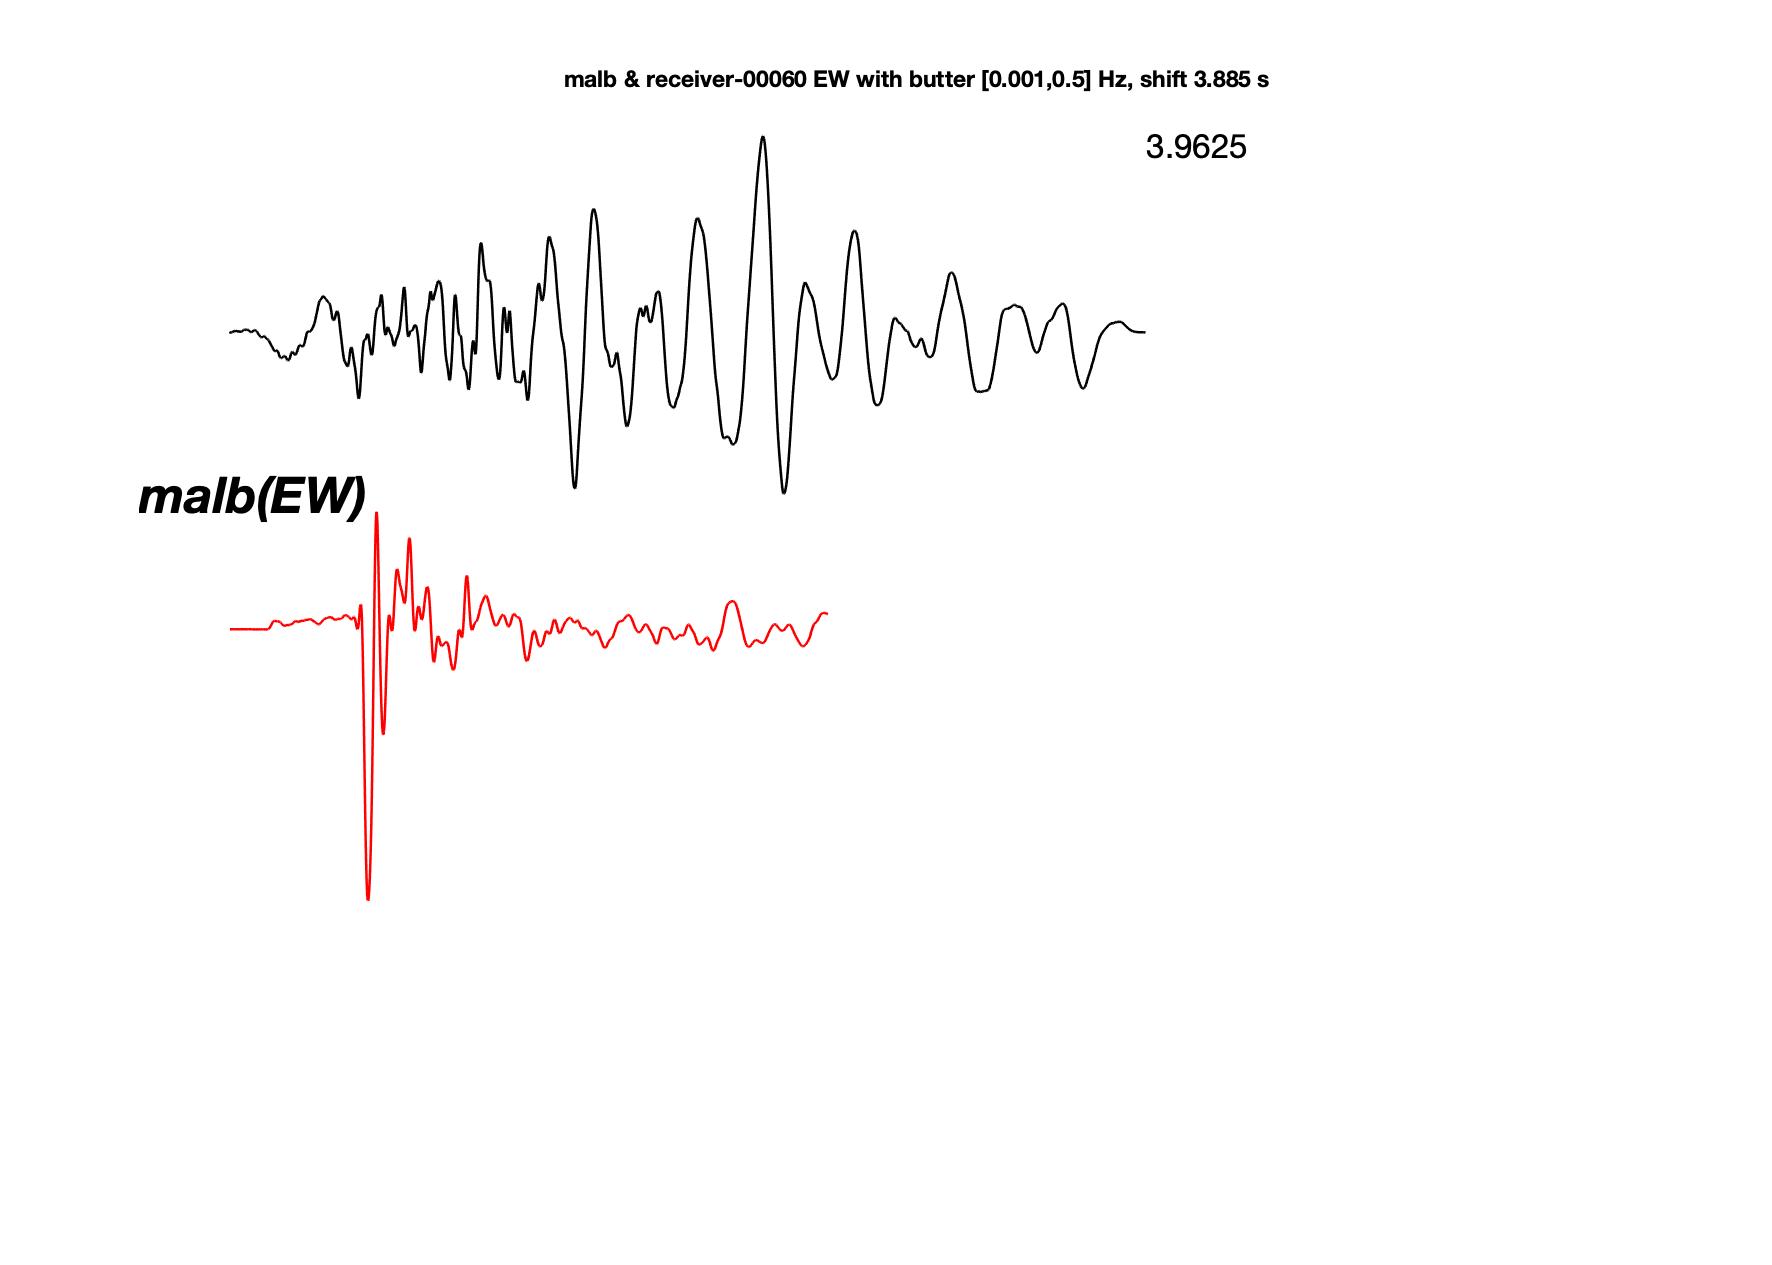 malb & receiver-00060 EW with butter [0.001,0.5] Hz, shift 3.885 s
3.9625
malb(EW)